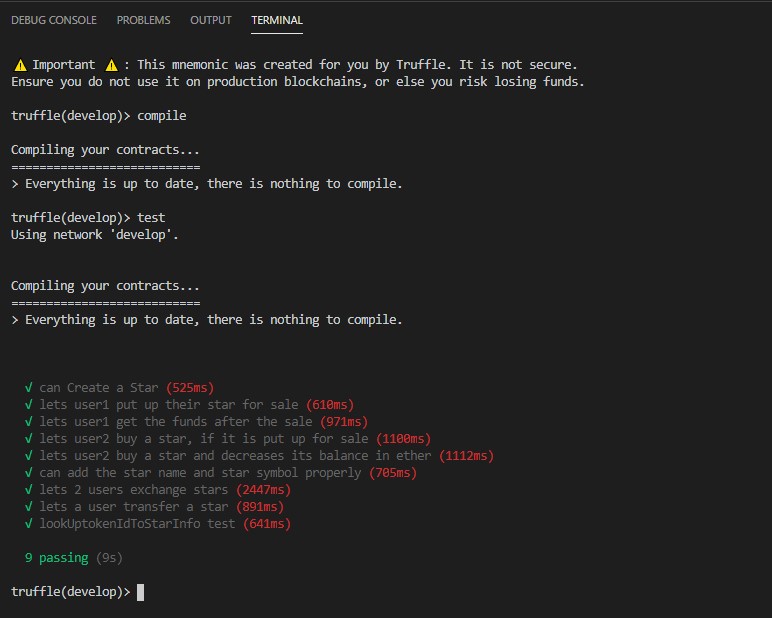 DEBUG CONSOLE PROBLEMS OUTPUT TERMINAL
⚠ Important ⚠ : This mnemonic was created for you by Truffle. It is not secure.
Ensure you do not use it on production blockchains, or else you risk losing funds.
truffle(develop)> compile
Compiling your contracts...
===========================
> Everything is up to date, there is nothing to compile.
truffle(develop)> test
Using network 'develop'.
Compiling your contracts...
===========================
> Everything is up to date, there is nothing to compile.
√ can Create a Star (525ms)
√ lets user1 put up their star for sale (610ms)
√ lets user1 get the funds after the sale (971ms)
√ lets user2 buy a star, if it is put up for sale (1100ms)
√ lets user2 buy a star and decreases its balance in ether (1112ms)
√ can add the star name and star symbol properly (705ms)
√ lets 2 users exchange stars (2447ms)
√ lets a user transfer a star (891ms)
√ lookUptokenIdToStarInfo test (641ms)
9 passing (9s)
truffle(develop)>